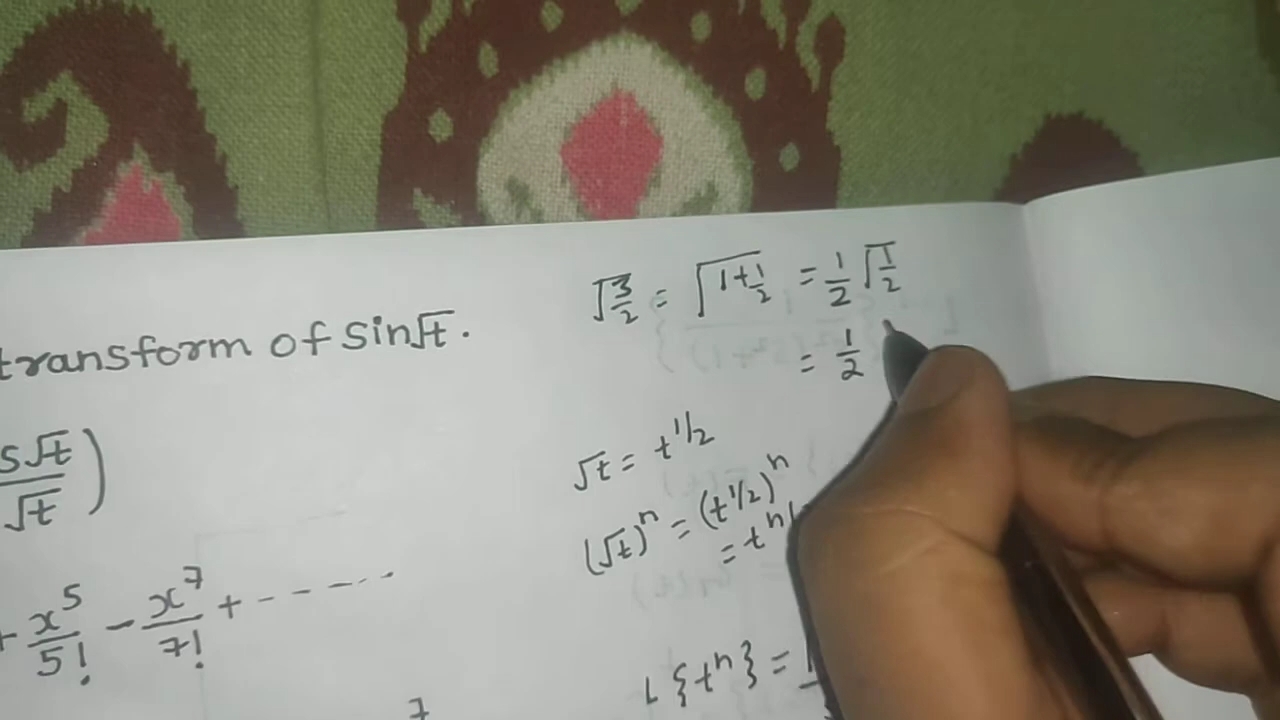 transform of sin√t.
s√t
√t
)
+ x^5/5! - x^7/7! + - - - - - -
7
√3/2 = √1+1/2 = 1/2 √1/2
= 1/2
√t = t^1/2
(√t)^n = (t^1/2)^n
= t^n/
L{t^n} =